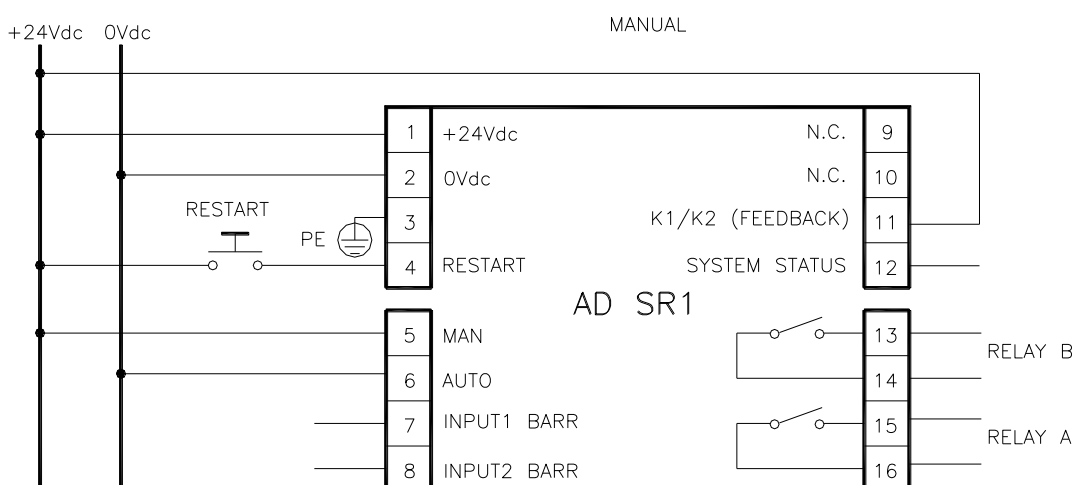 MANUAL
+24Vdc 0Vdc
1 +24Vdc N.C. 9
2 0Vdc N.C. 10
RESTART
3 K1/K2 (FEEDBACK) 11
PE
4 RESTART SYSTEM STATUS 12
AD SR1
5 MAN 13
RELAY B
6 AUTO 14
7 INPUT1 BARR 15
RELAY A
8 INPUT2 BARR 16